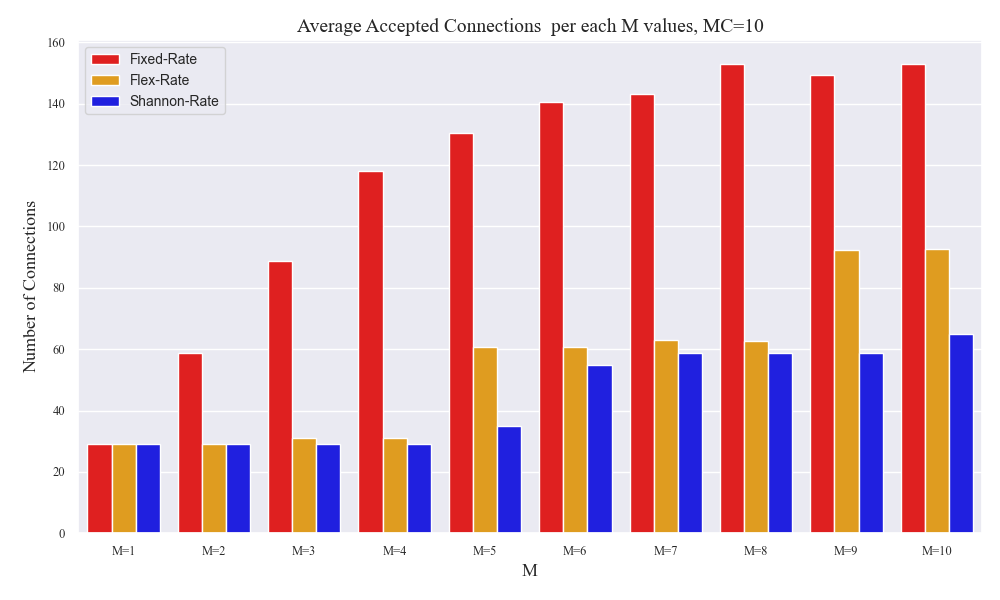 Average Accepted Connections  per each M values, MC=10
Fixed-Rate
Flex-Rate
Shannon-Rate
Number of Connections
160
140
120
100
80
60
40
20
0
M=1 M=2 M=3 M=4 M=5 M=6 M=7 M=8 M=9 M=10
M